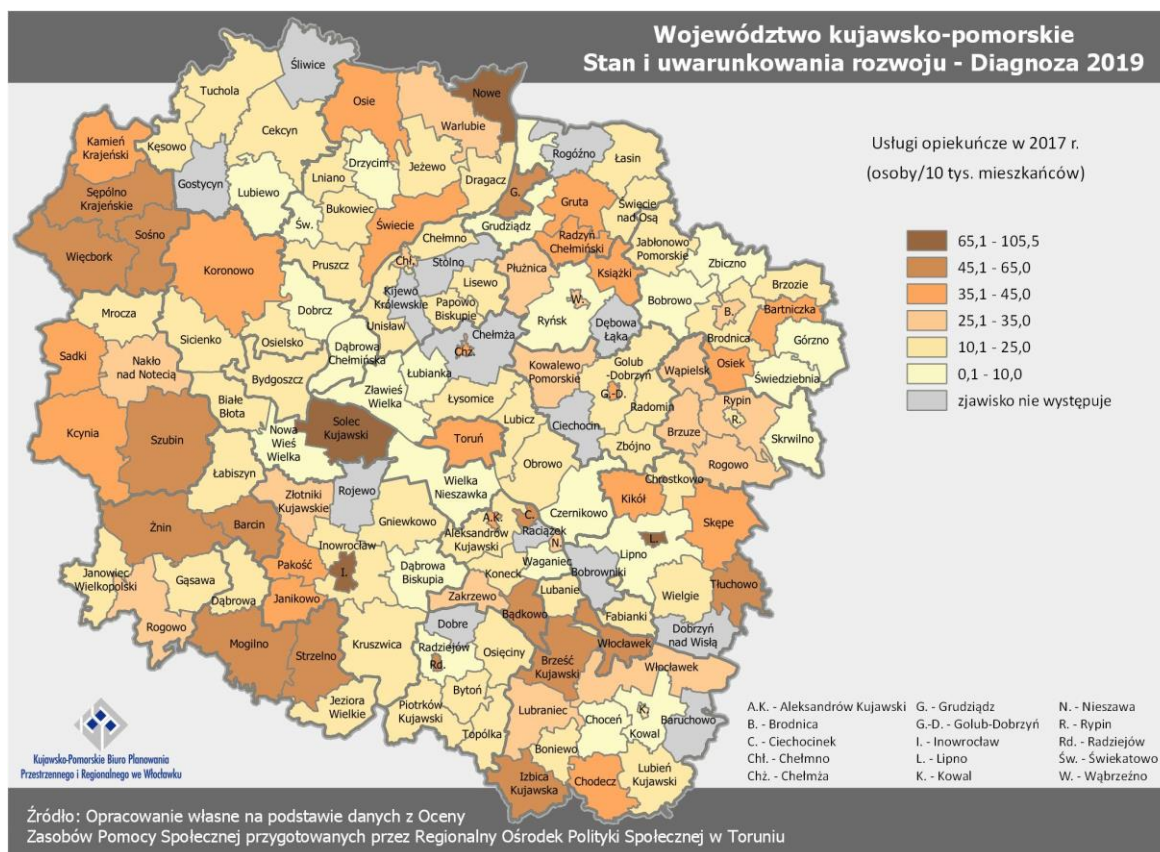 Województwo kujawsko-pomorskie
Stan i uwarunkowania rozwoju - Diagnoza 2019
Usługi opiekuńcze w 2017 r.
(osoby/10 tys. mieszkańców)
65,1 - 105,5
45,1 - 65,0
35,1 - 45,0
25,1 - 35,0
10,1 - 25,0
0,1 - 10,0
zjawisko nie występuje
Śliwice
Tuchola
Osie
Nowe
Warlubie
Cekcyn
Kamień
Krajeński
Kęsowo
Rogóźno
Łasin
Drzycim
Jeżewo
Gostycyn
Lniano
Dragacz
Sępólno
Krajeńskie
Lubiewo
G.
Gruta
Świecie
nad Osą
Bukowiec
Św.
Świecie
Grudziądz
Sośno
Więcbork
Chełmno
Radzyń
Chełmiński
Jabłonowo
Pomorskie
Koronowo
Pruszcz
Chł.
Stolno
Zbiczno
Płużnica
Książki
Kijewo
Królewskie
Lisewo
Brzozie
Mrocza
Dobrcz
Papowo
Biskupie
W.
Bobrowo
B.
Bartniczka
Unisław
Ryńsk
Dębowa
Łąka
Sicienko
Osielsko
Chełmża
Brodnica
Górzno
Dąbrowa
Chełmińska
Chż.
Sadki
Nakło
nad Notecią
Łubianka
Kowalewo
Pomorskie
Golub
-Dobrzyń
Wąpielsk
Osiek
Świedziebnia
Bydgoszcz
Zławieś
Wielka
Łysomice
G.-D.
Radomin
Rypin
R.
Białe
Błota
Solec
Kujawski
Toruń
Lubicz
Ciechocin
Brzuze
Skrwilno
Kcynia
Szubin
Nowa
Wieś
Wielka
Zbójno
Rogowo
Obrowo
Łabiszyn
Rojewo
Wielka
Nieszawka
Chrostkowo
Złotniki
Kujawskie
Czernikowo
Kikół
Skępe
Żnin
Barcin
Gniewkowo
A.K.
C.
Aleksandrów
Kujawski
Raciążek
N.
L.
Inowrocław
Lipno
Pakość
I.
Dąbrowa
Biskupia
Waganiec
Bobrowniki
Janowiec
Wielkopolski
Gąsawa
Koneck
Tłuchowo
Dąbrowa
Janikowo
Zakrzewo
Lubanie
Wielgie
Bądkowo
Fabianki
Rogowo
Dobre
Dobrzyń
nad Wisłą
Mogilno
Strzelno
Kruszwica
Radziejów
Osięciny
Włocławek
Rd.
Brześć
Kujawski
Włocławek
Bytoń
Jeziora
Wielkie
Piotrków
Kujawski
Lubraniec
Choceń
K.
Baruchowo
Topólka
Kowal
Boniewo
Izbica
Kujawska
Chodecz
Lubień
Kujawski
A.K. - Aleksandrów Kujawski
B. - Brodnica
C. - Ciechocinek
Chł. - Chełmno
Chż. - Chełmża
G. - Grudziądz
G.-D. - Golub-Dobrzyń
I. - Inowrocław
L. - Lipno
K. - Kowal
N. - Nieszawa
R. - Rypin
Rd. - Radziejów
Św. - Świekatowo
W. - Wąbrzeźno
Kujawsko-Pomorskie Biuro Planowania
Przestrzennego i Regionalnego we Włocławku
Źródło: Opracowanie własne na podstawie danych z Oceny
Zasobów Pomocy Społecznej przygotowanych przez Regionalny Ośrodek Polityki Społecznej w Toruniu